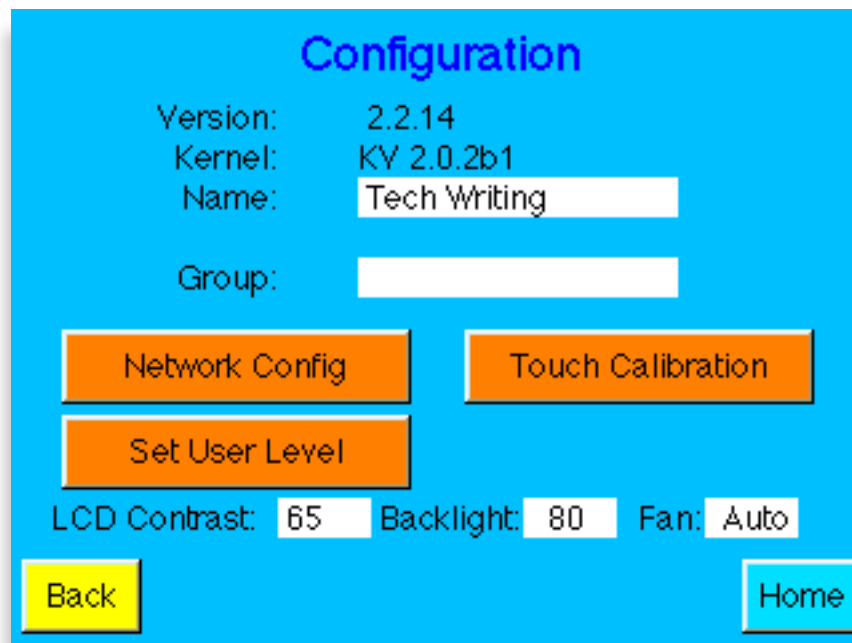 Configuration
Version: 2.2.14
Kernel: KV 2.0.2b1
Name: Tech Writing
Group:
Network Config Touch Calibration
Set User Level
LCD Contrast: 65 Backlight: 80 Fan: Auto
Back Home